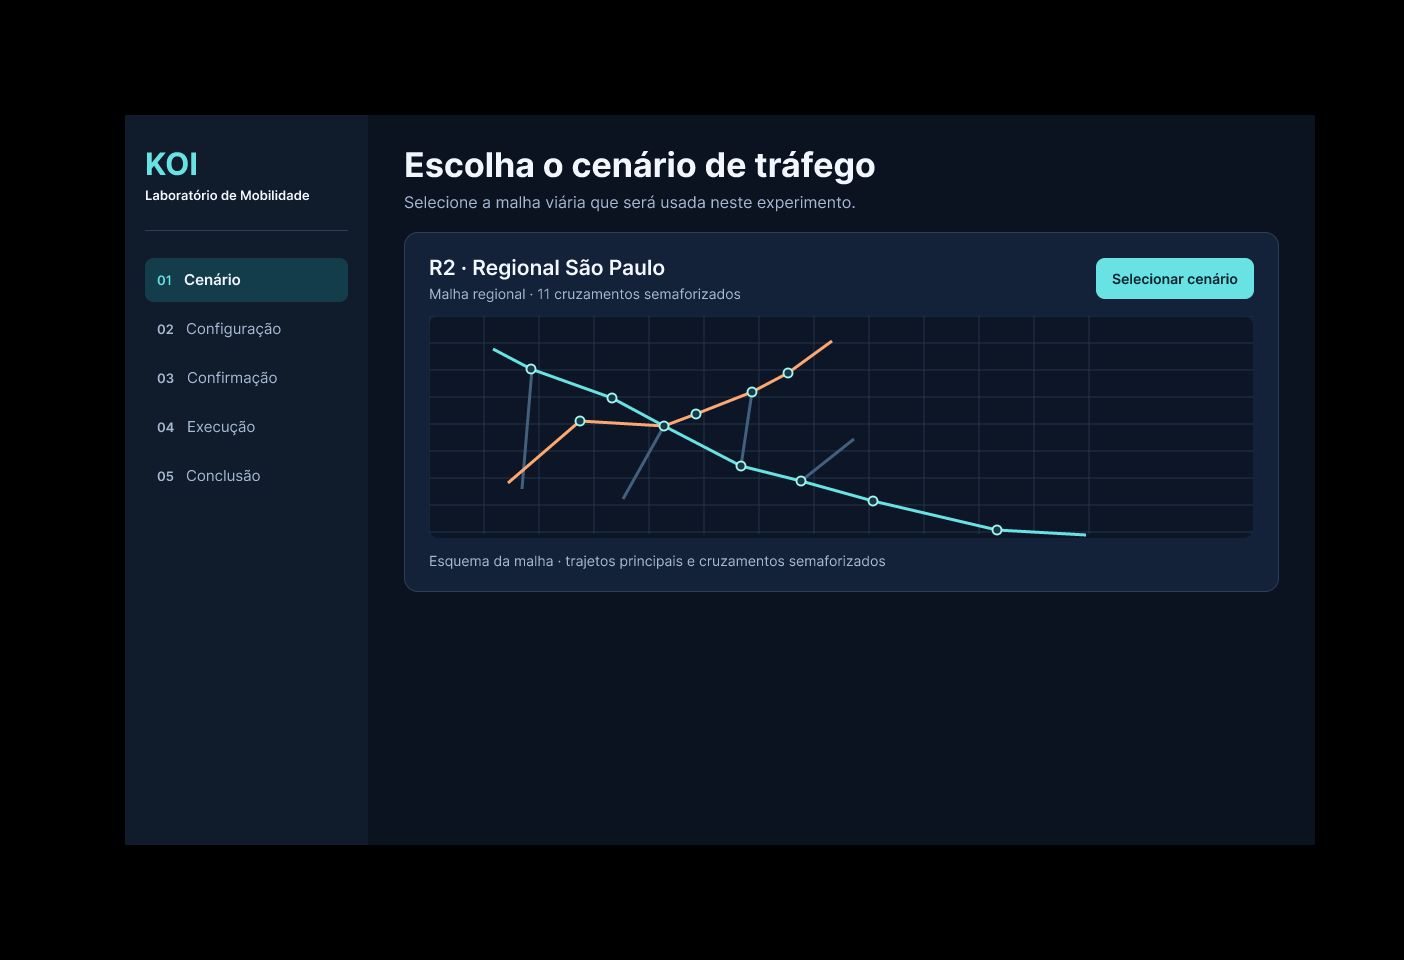 KOI
Laboratório de Mobilidade
01 Cenário
02 Configuração
03 Confirmação
04 Execução
05 Conclusão
Escolha o cenário de tráfego
Selecione a malha viária que será usada neste experimento.
R2 · Regional São Paulo
Malha regional · 11 cruzamentos semaforizados
Selecionar cenário
Esquema da malha · trajetos principais e cruzamentos semaforizados